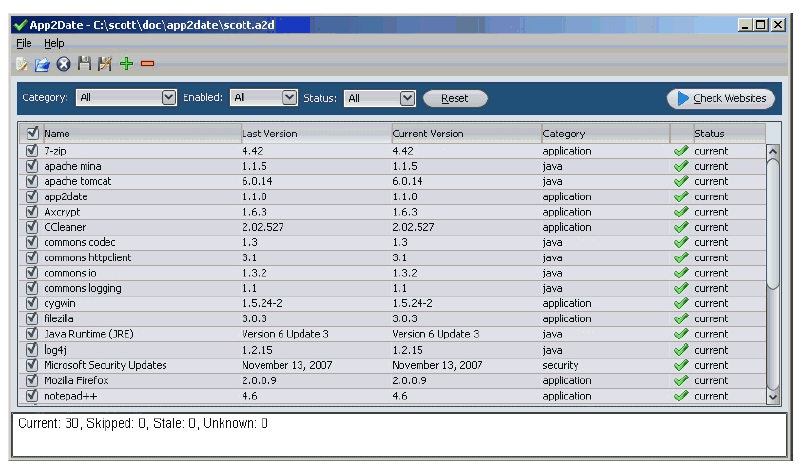 App2Date - C:\scott\doc\app2date\scott.a2d
File Help
Category: All Enabled: All Status: All Reset Check Websites
Name Last Version Current Version Category Status
7-zip 4.42 4.42 application current
apache mina 1.1.5 1.1.5 java current
apache tomcat 6.0.14 6.0.14 java current
app2date 1.1.0 1.1.0 application current
Axcrypt 1.6.3 1.6.3 application current
CCleaner 2.02.527 2.02.527 application current
commons codec 1.3 1.3 java current
commons httpclient 3.1 3.1 java current
commons io 1.3.2 1.3.2 java current
commons logging 1.1 1.1 java current
cygwin 1.5.24-2 1.5.24-2 application current
filezilla 3.0.3 3.0.3 application current
Java Runtime (JRE) Version 6 Update 3 Version 6 Update 3 java current
log4j 1.2.15 1.2.15 java current
Microsoft Security Updates November 13, 2007 November 13, 2007 security current
Mozilla Firefox 2.0.0.9 2.0.0.9 application current
notepad++ 4.6 4.6 application current
Current: 30, Skipped: 0, Stale: 0, Unknown: 0